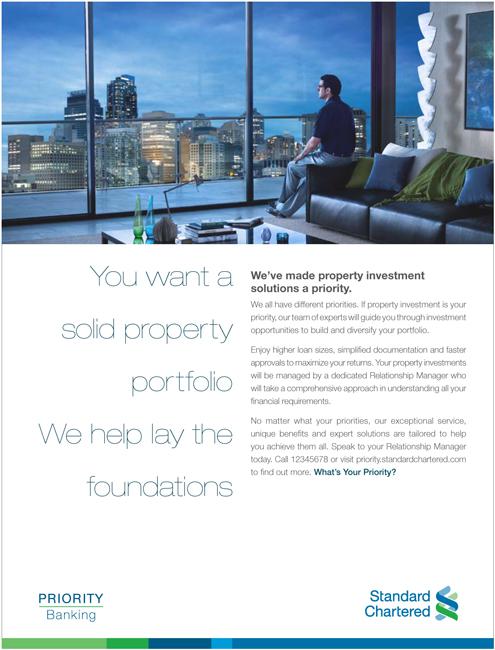 You want a
solid property
portfolio
We help lay the
foundations
We've made property investment
solutions a priority.
We all have different priorities. If property investment is your
priority, our team of experts will guide you through investment
opportunities to build and diversify your portfolio.
Enjoy higher loan sizes, simplified documentation and faster
approvals to maximize your returns. Your property investments
will be managed by a dedicated Relationship Manager who
will take a comprehensive approach in understanding all your
financial requirements.
No matter what your priorities, our exceptional service,
unique benefits and expert solutions are tailored to help
you achieve them all. Speak to your Relationship Manager
today. Call 12345678 or visit priority.standardchartered.com
to find out more. What's Your Priority?
PRIORITY
Banking
Standard
Chartered